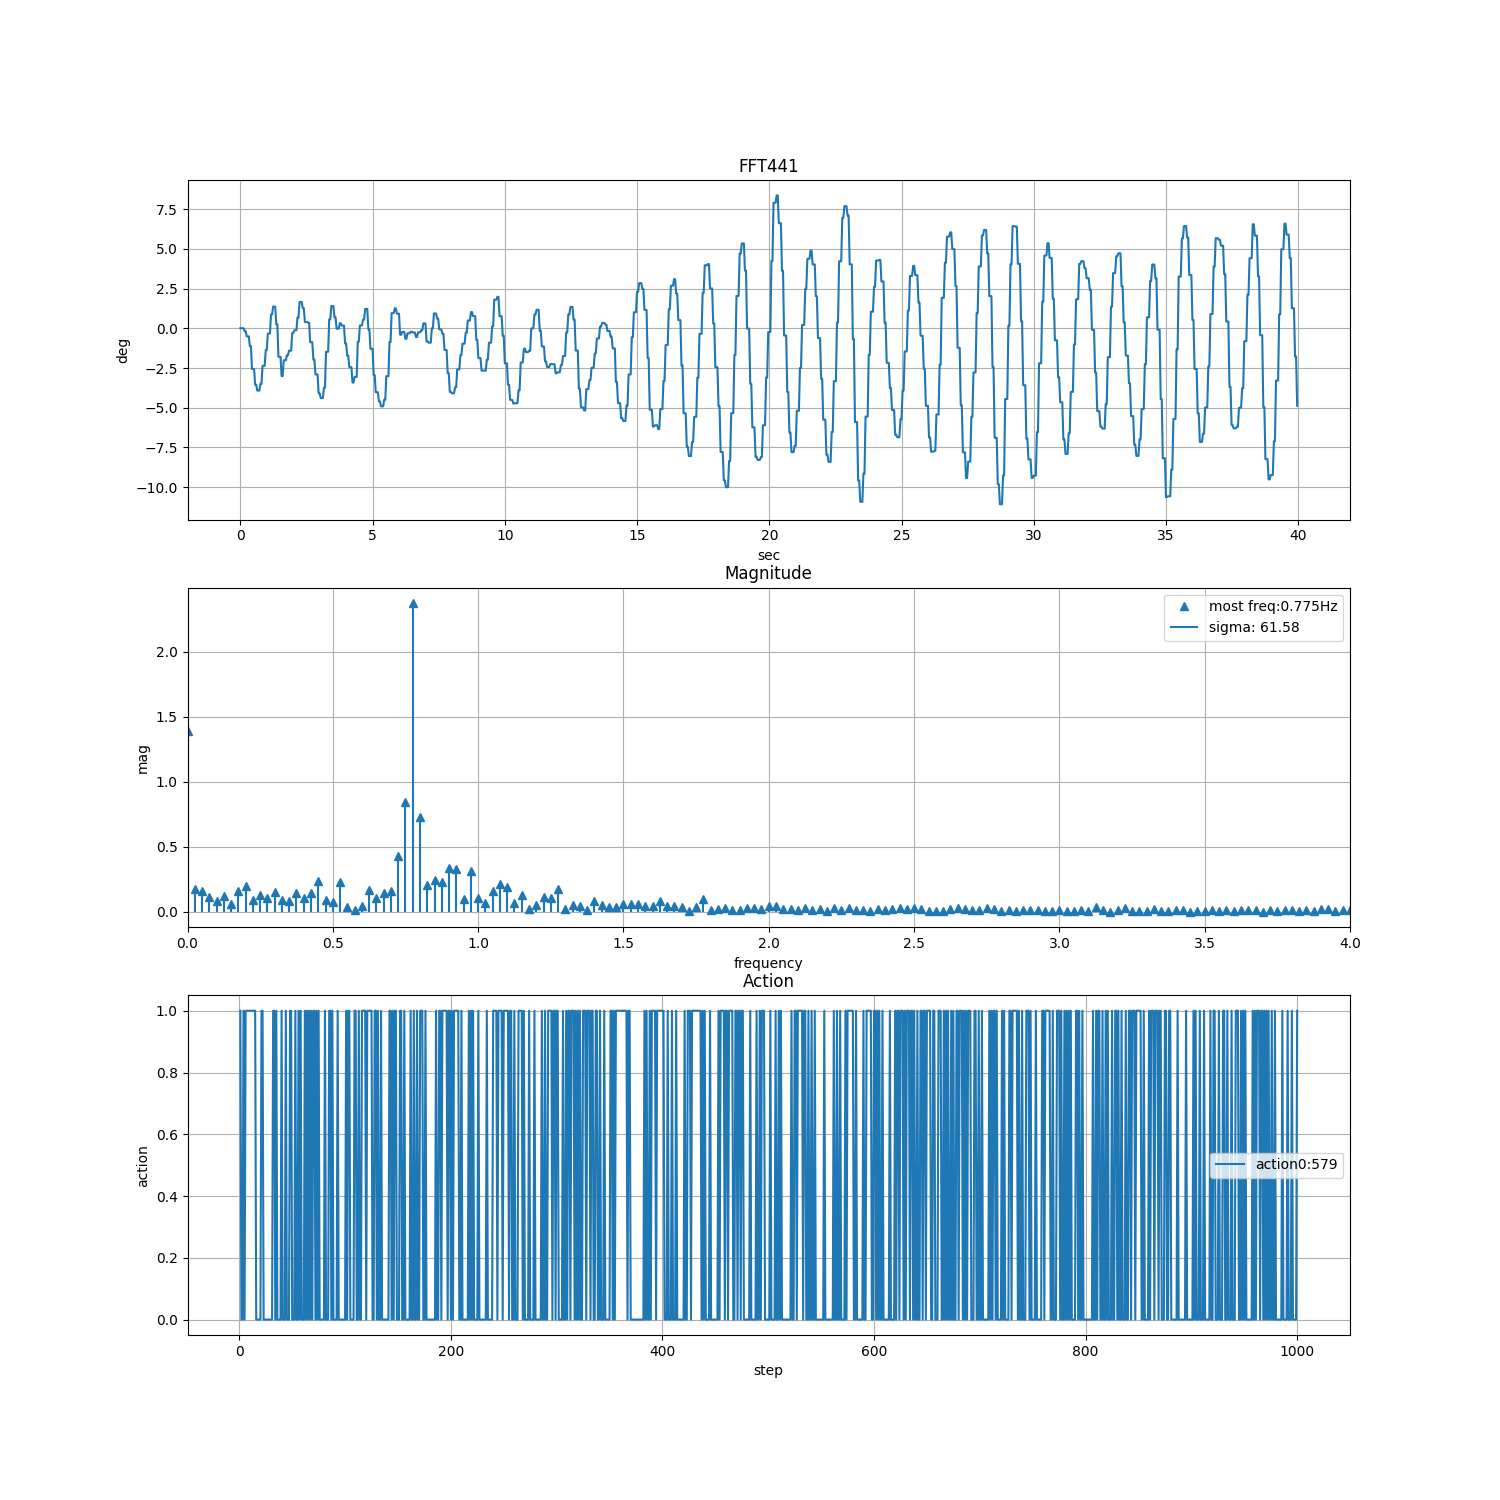 FFT441
7.5
5.0
2.5
0.0
−2.5
−5.0
−7.5
−10.0
deg
0 5 10 15 20 25 30 35 40
sec
Magnitude
most freq:0.775Hz
sigma: 61.58
2.0
1.5
1.0
0.5
0.0
mag
0.0 0.5 1.0 1.5 2.0 2.5 3.0 3.5 4.0
frequency
Action
1.0
0.8
0.6
0.4
0.2
0.0
action
action0:579
0 200 400 600 800 1000
step